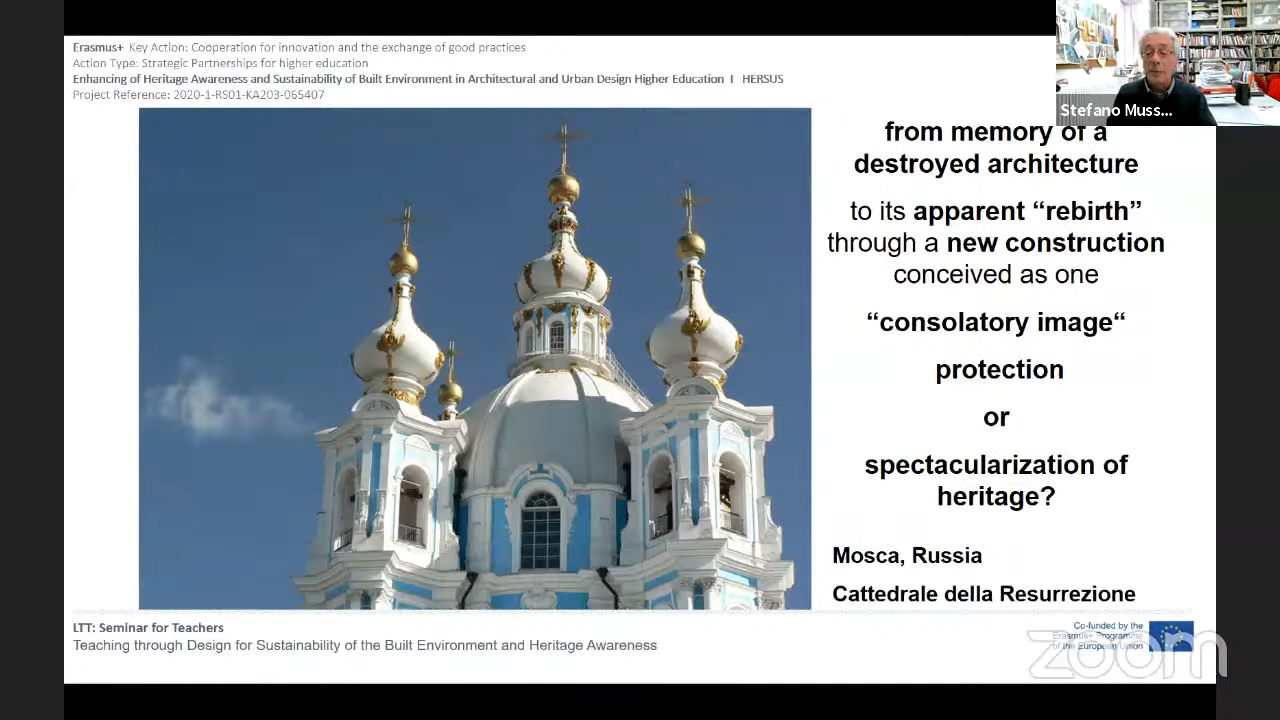 Erasmus+ Key Action: Cooperation for innovation and the exchange of good practices
Action Type: Strategic Partnerships for higher education
Enhancing of Heritage Awareness and Sustainability of Built Environment in Architectural and Urban Design Higher Education I HERSUS
Project Reference: 2020-1-RS01-KA203-065407
Stefano Muss...
from memory of a
destroyed architecture
to its apparent “rebirth”
through a new construction
conceived as one
“consolatory image“
protection
or
spectacularization of
heritage?
Mosca, Russia
Cattedrale della Resurrezione
LTT: Seminar for Teachers
Teaching through Design for Sustainability of the Built Environment and Heritage Awareness
Co-funded by the
Erasmus+ Programme
of the European Union
zoom